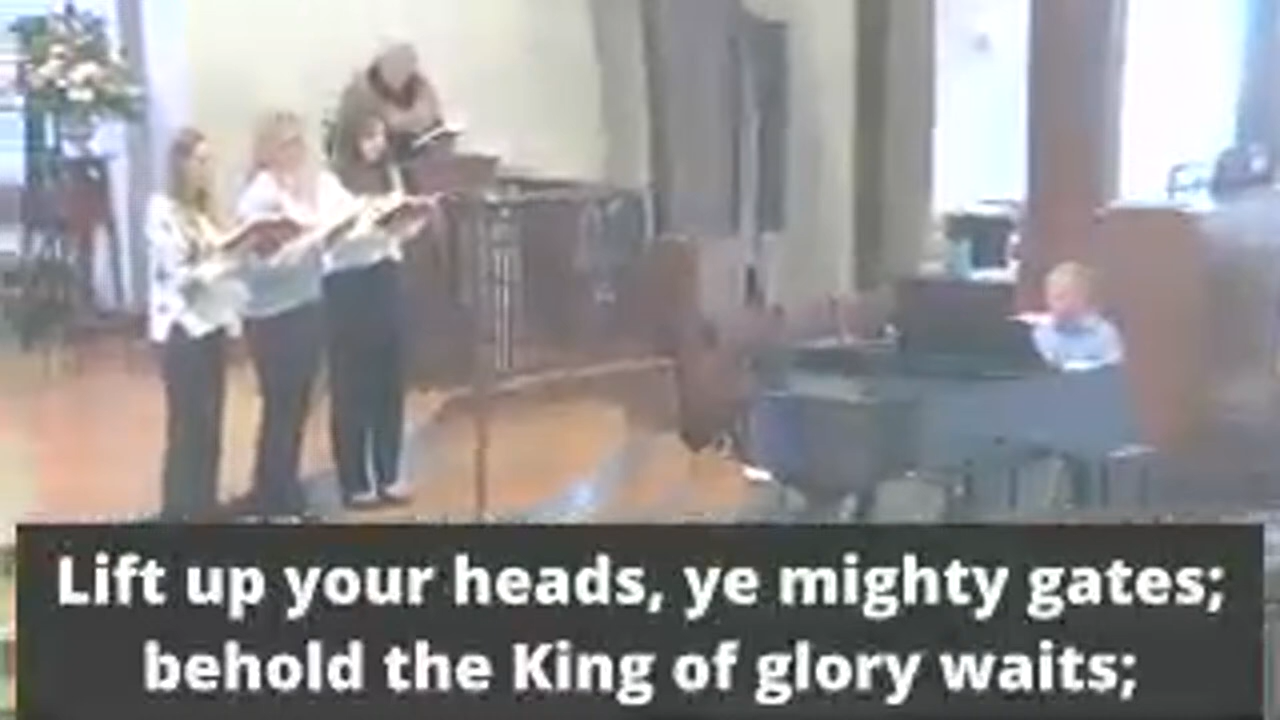 Lift up your heads, ye mighty gates;
behold the King of glory waits;